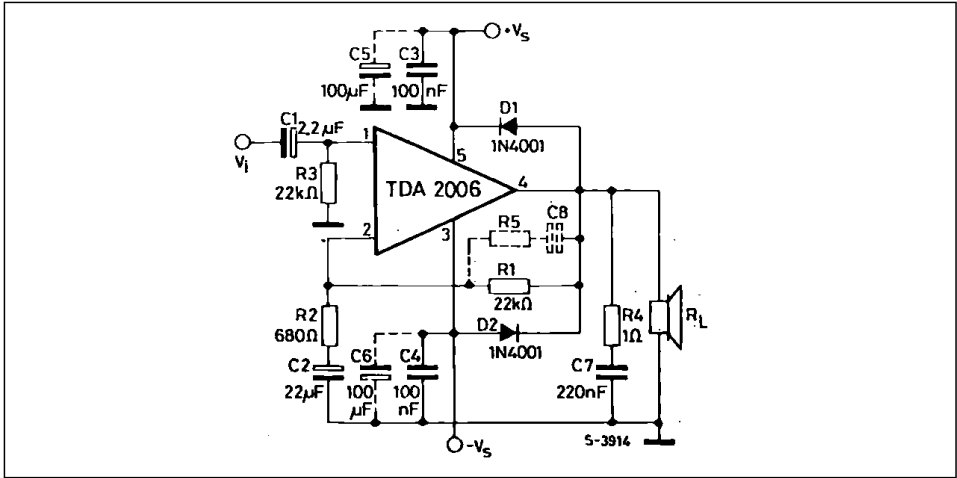 +Vs
C5
C3
100µF
100 nF
D1
1N4001
C1
2,2µF
Vi
1
5
R3
22kΩ
TDA 2006
4
2
3
R5
C8
R1
22kΩ
R2
680Ω
D2
1N4001
R4
1Ω
RL
C2
22µF
C6
100
µF
C4
100
nF
C7
220nF
-Vs
S-3914